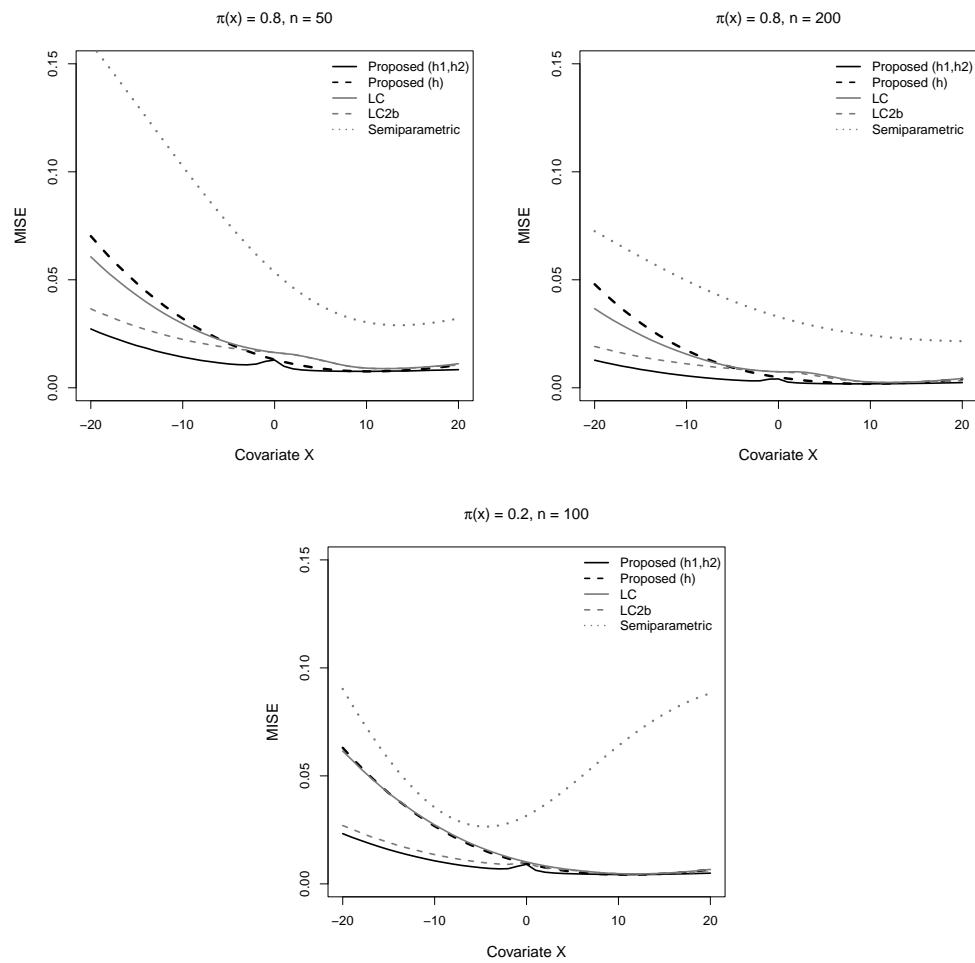 π(x) = 0.8, n = 50
MISE
0.15
0.10
0.05
0.00
Proposed (h1,h2)
Proposed (h)
LC
LC2b
Semiparametric
−20
−10
0
10
20
Covariate X
π(x) = 0.8, n = 200
MISE
0.15
0.10
0.05
0.00
Proposed (h1,h2)
Proposed (h)
LC
LC2b
Semiparametric
−20
−10
0
10
20
Covariate X
π(x) = 0.2, n = 100
MISE
0.15
0.10
0.05
0.00
Proposed (h1,h2)
Proposed (h)
LC
LC2b
Semiparametric
−20
−10
0
10
20
Covariate X